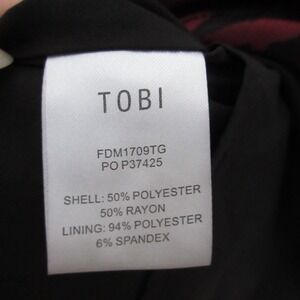 TOBI
FDM1709TG
PO P37425
SHELL: 50% POLYESTER
50% RAYON
LINING: 94% POLYESTER
6% SPANDEX